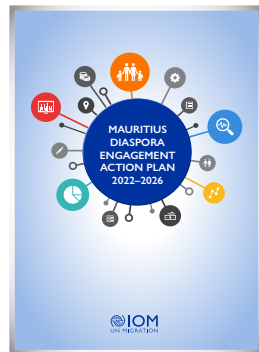 MAURITIUS
DIASPORA
ENGAGEMENT
ACTION PLAN
2022–2026
IOM
UN MIGRATION